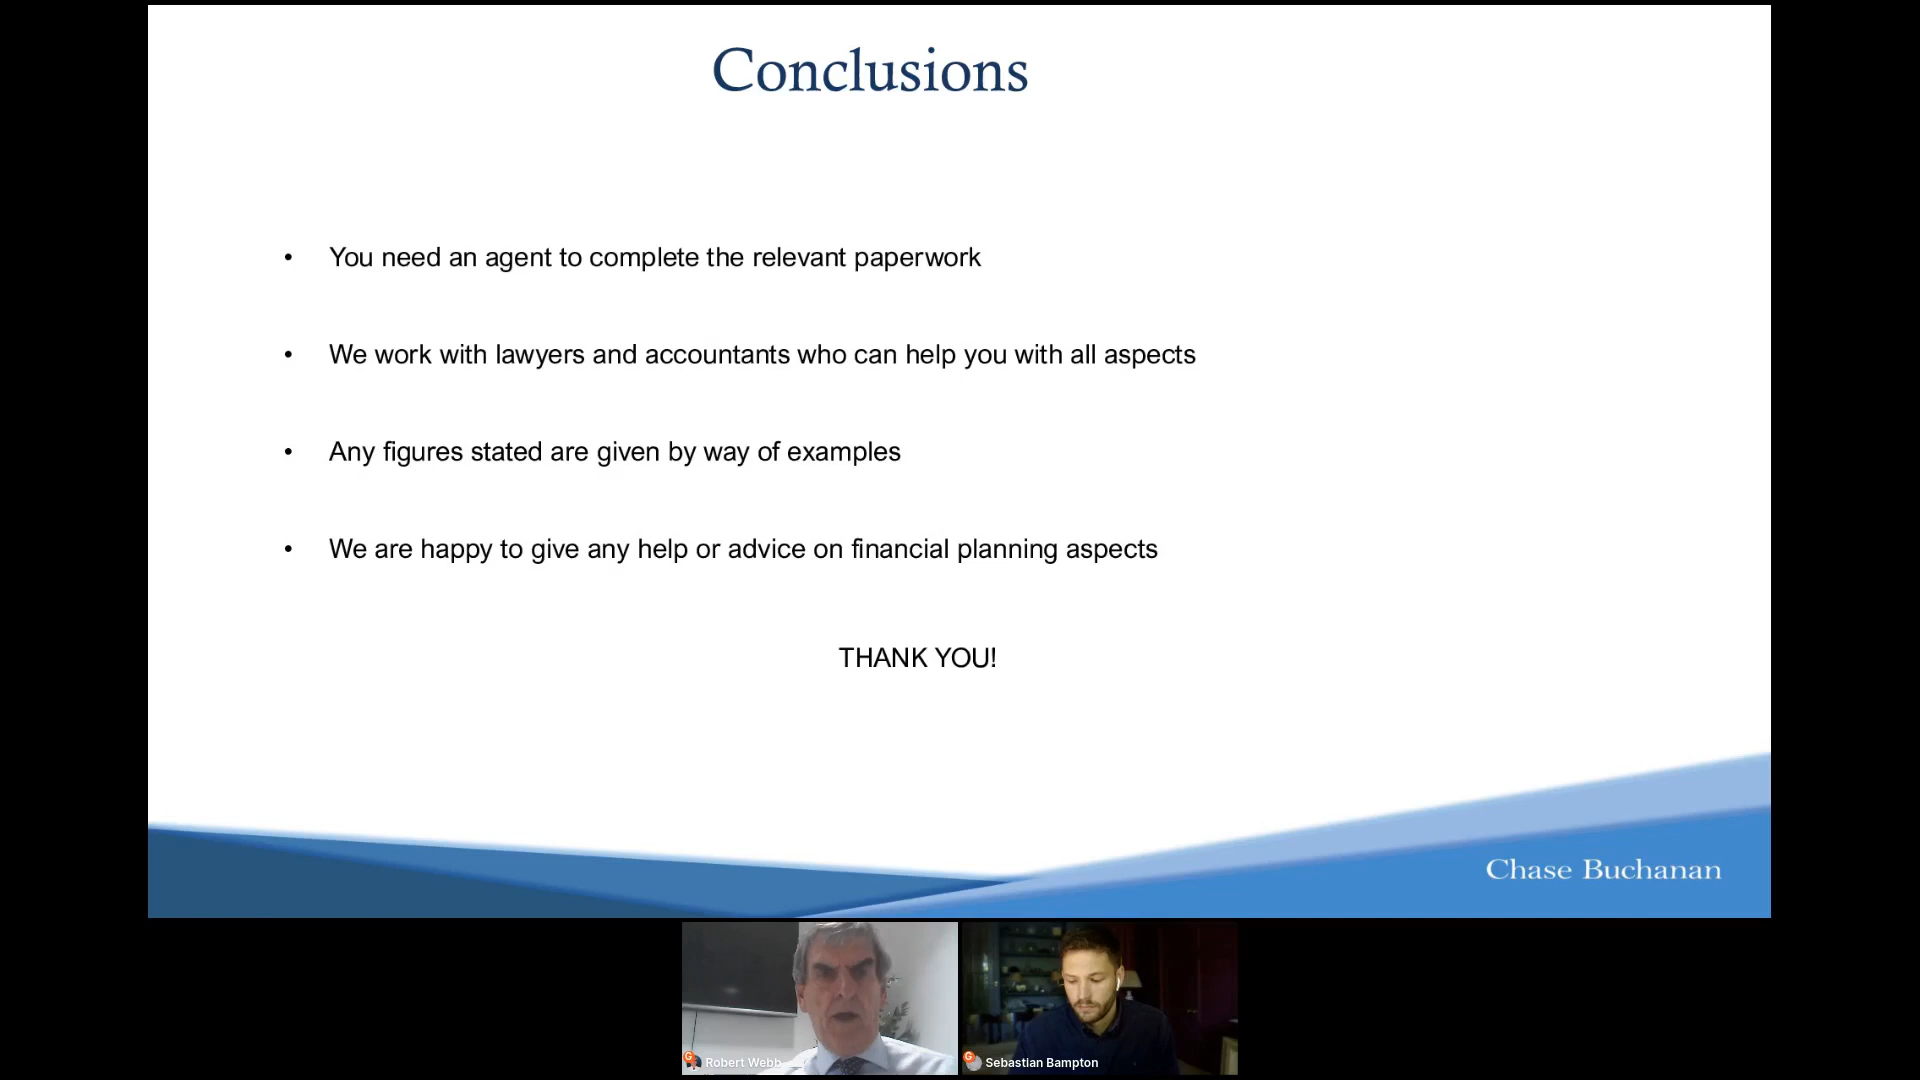 Conclusions
• You need an agent to complete the relevant paperwork
• We work with lawyers and accountants who can help you with all aspects
• Any figures stated are given by way of examples
• We are happy to give any help or advice on financial planning aspects
THANK YOU!
Chase Buchanan
G Robert Webb
G Sebastian Bampton